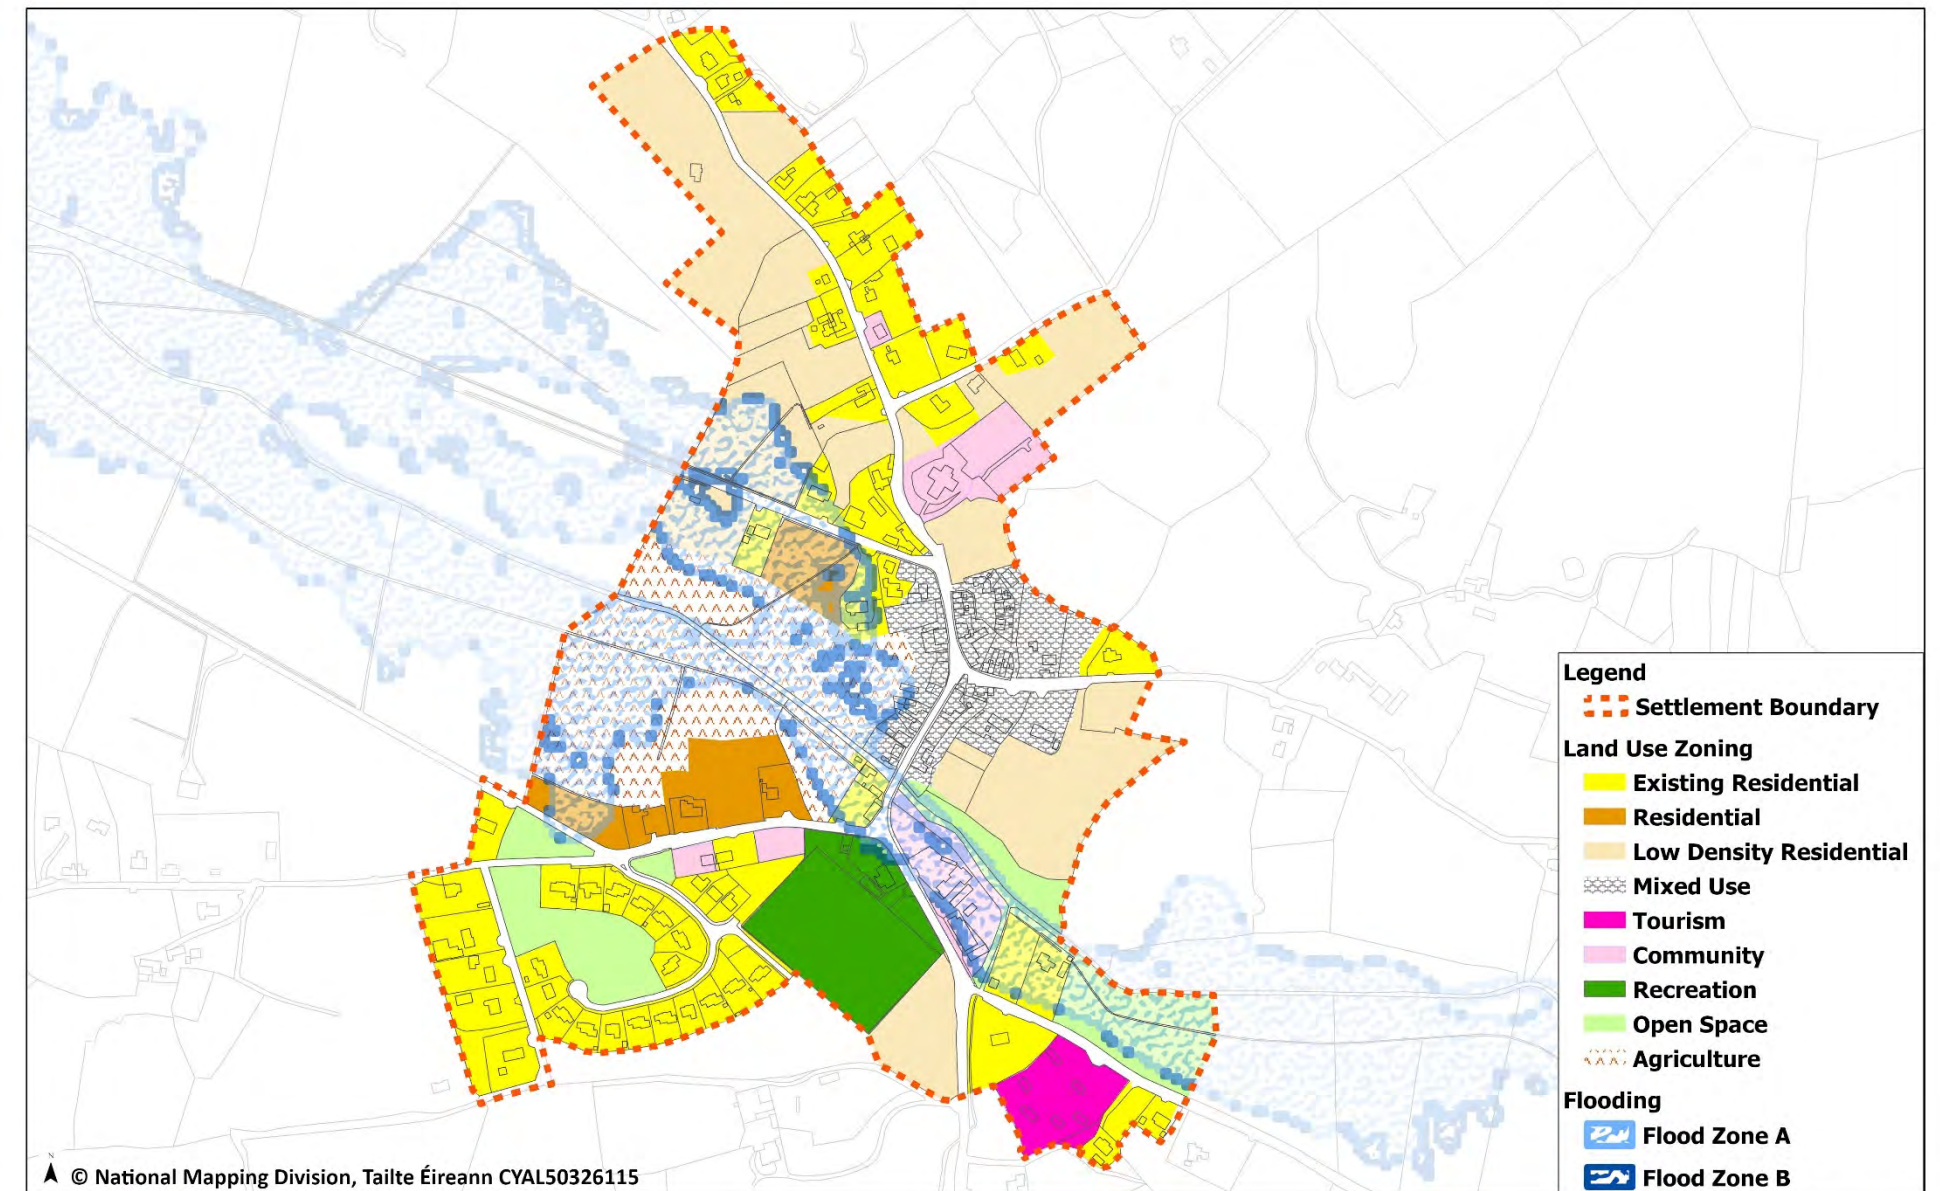 Legend
Settlement Boundary
Land Use Zoning
Existing Residential
Residential
Low Density Residential
Mixed Use
Tourism
Community
Recreation
Open Space
Agriculture
Flooding
Flood Zone A
Flood Zone B
N
© National Mapping Division, Tailte Éireann CYAL50326115